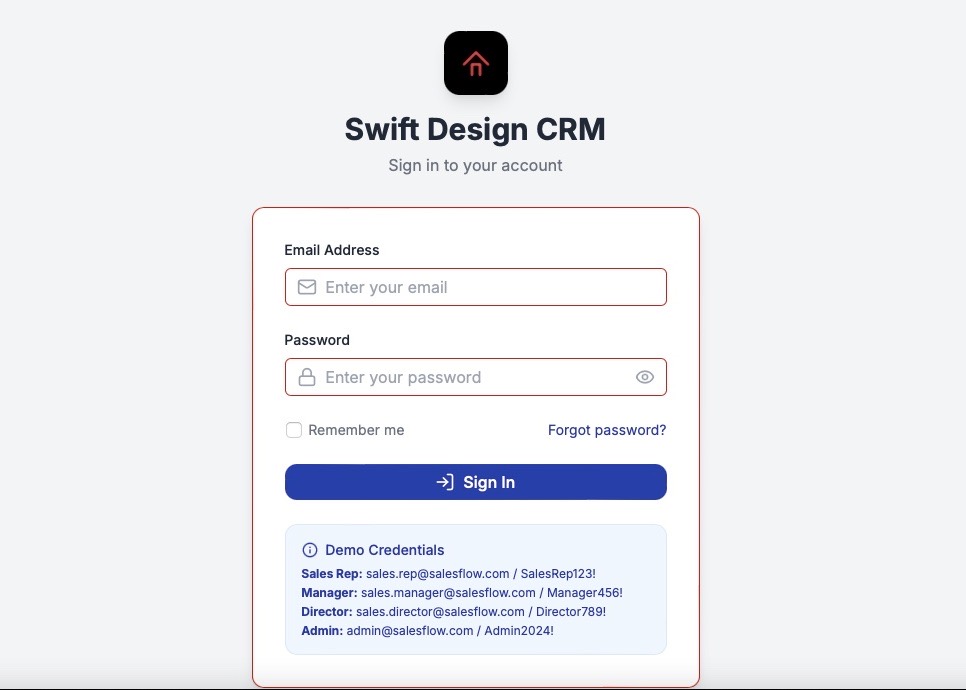 Swift Design CRM
Sign in to your account
Email Address
Enter your email
Password
Enter your password
Remember me
Forgot password?
Sign In
Demo Credentials
Sales Rep: sales.rep@salesflow.com / SalesRep123!
Manager: sales.manager@salesflow.com / Manager456!
Director: sales.director@salesflow.com / Director789!
Admin: admin@salesflow.com / Admin2024!